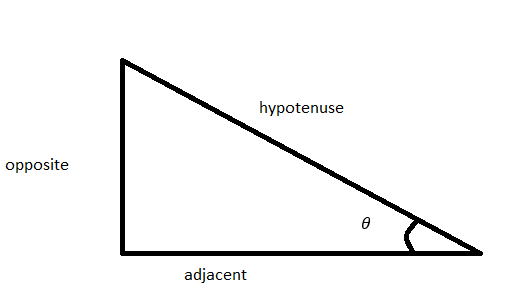 hypotenuse
opposite
θ
adjacent